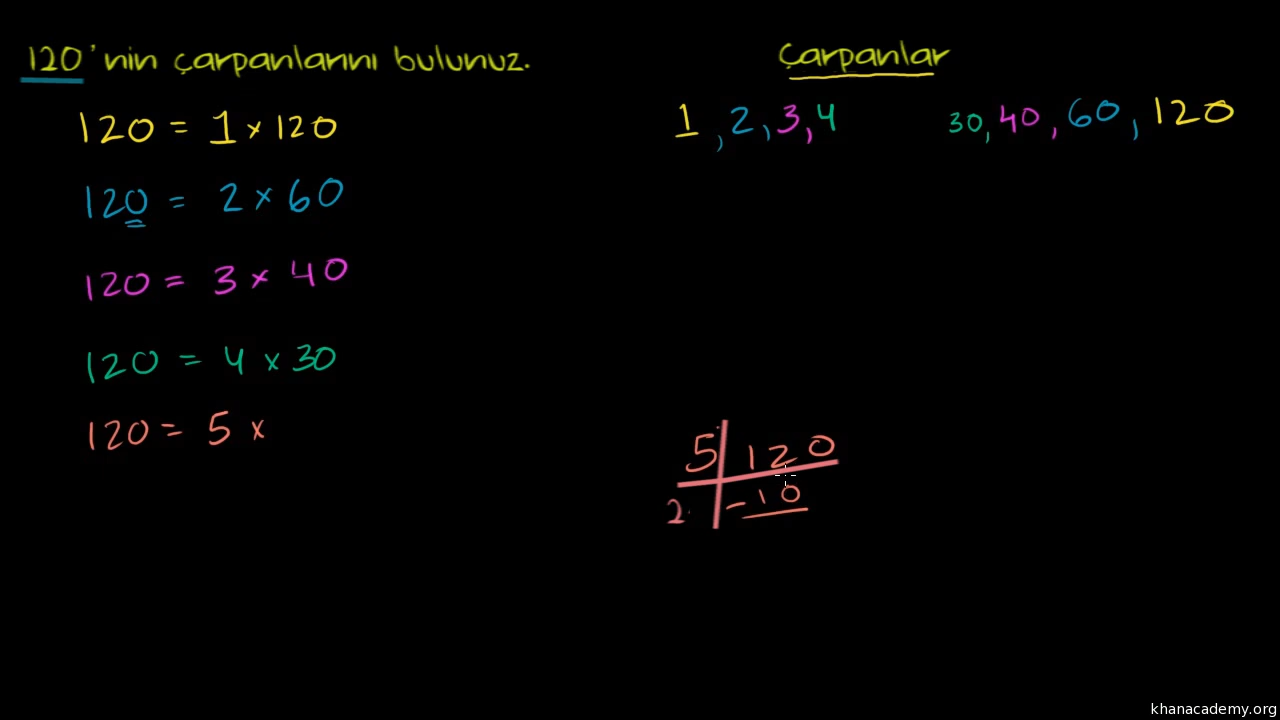 120'nin çarpanlarını bulunuz.
Çarpanlar
120 = 1 x 120
1, 2, 3, 4 30, 40, 60, 120
120 = 2 x 60
120 = 3 x 40
120 = 4 x 30
120 = 5 x
5 120
2 -10
khanacademy.org